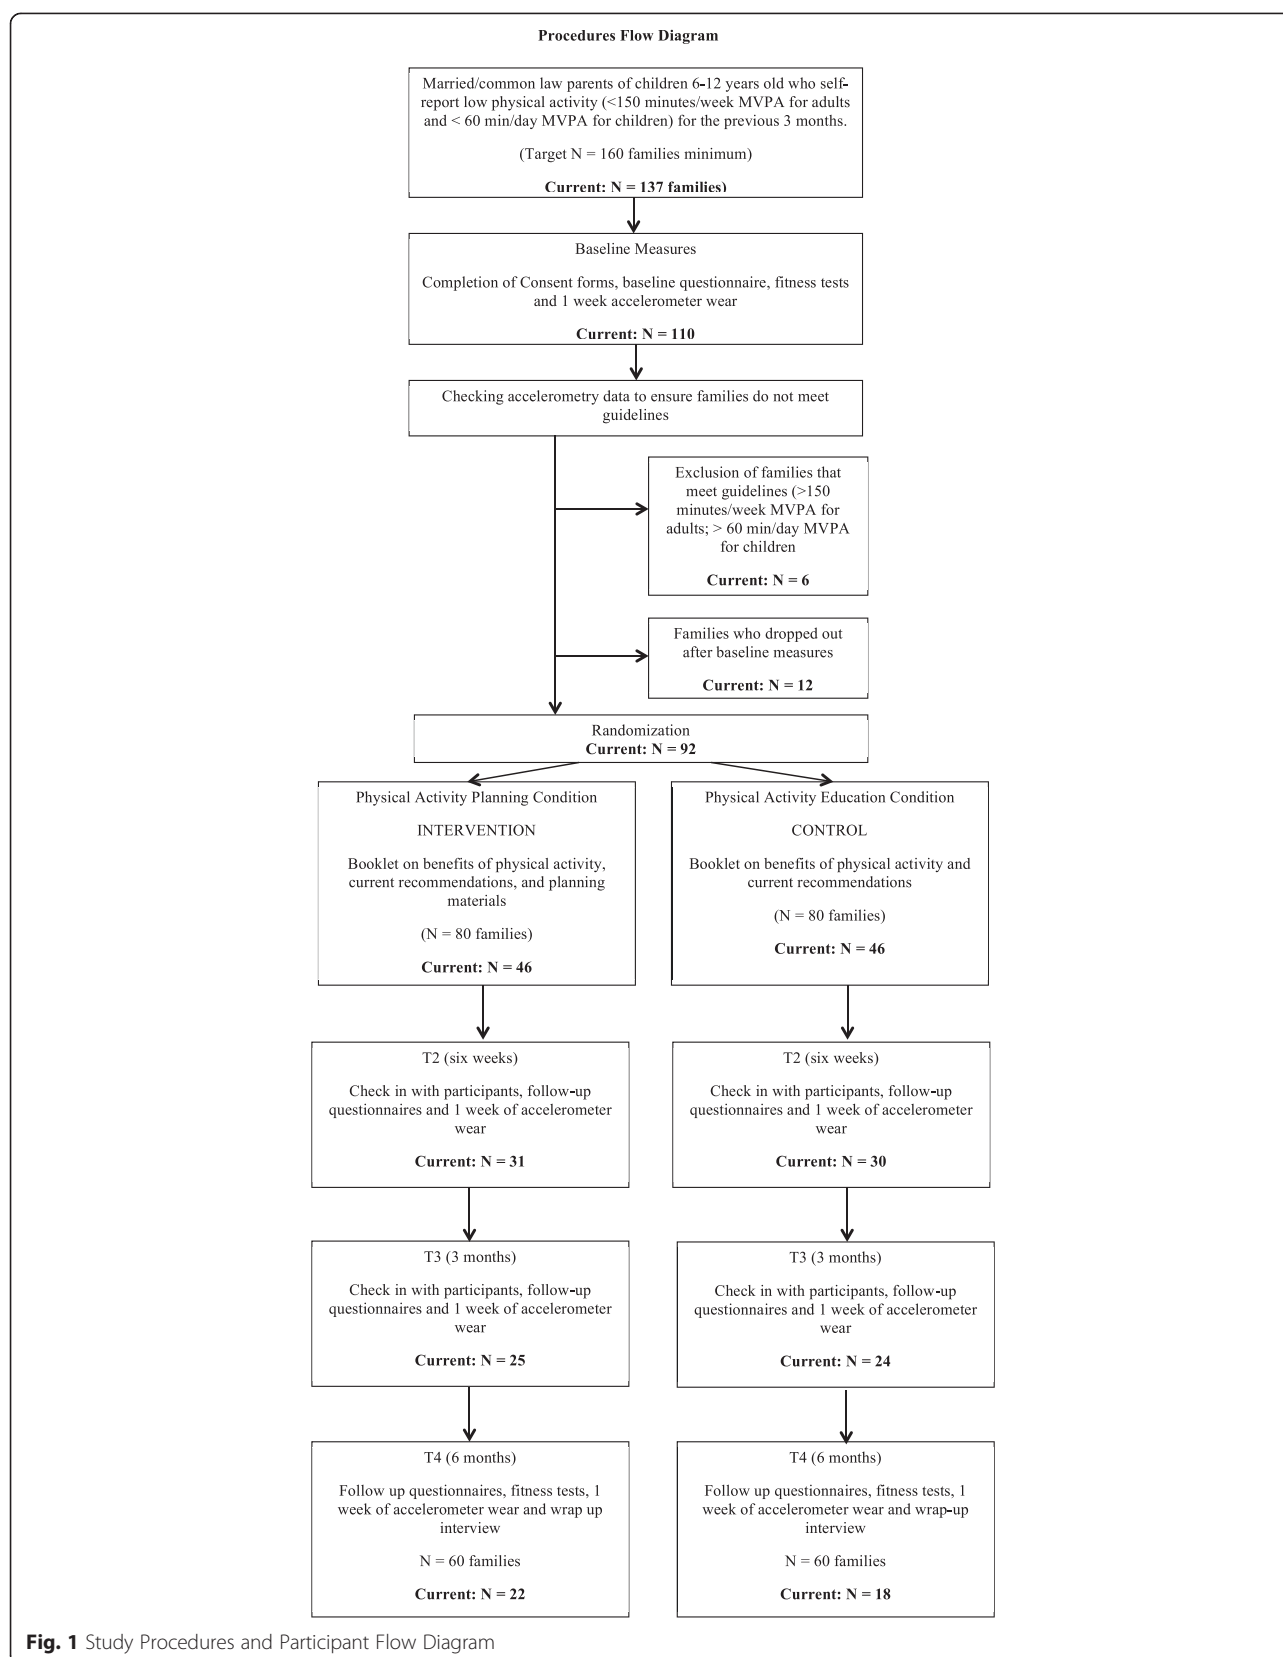 Procedures Flow Diagram
Married/common law parents of children 6-12 years old who self-
report low physical activity (<150 minutes/week MVPA for adults
and < 60 min/day MVPA for children) for the previous 3 months.
(Target N = 160 families minimum)
Current: N = 137 families)
Baseline Measures
Completion of Consent forms, baseline questionnaire, fitness tests
and 1 week accelerometer wear
Current: N = 110
Checking accelerometry data to ensure families do not meet
guidelines
Exclusion of families that
meet guidelines (>150
minutes/week MVPA for
adults; > 60 min/day MVPA
for children
Current: N = 6
Families who dropped out
after baseline measures
Current: N = 12
Randomization
Current: N = 92
Physical Activity Planning Condition
INTERVENTION
Booklet on benefits of physical activity,
current recommendations, and planning
materials
(N = 80 families)
Current: N = 46
Physical Activity Education Condition
CONTROL
Booklet on benefits of physical activity and
current recommendations
(N = 80 families)
Current: N = 46
T2 (six weeks)
Check in with participants, follow-up
questionnaires and 1 week of accelerometer
wear
Current: N = 31
T2 (six weeks)
Check in with participants, follow-up
questionnaires and 1 week of accelerometer
wear
Current: N = 30
T3 (3 months)
Check in with participants, follow-up
questionnaires and 1 week of accelerometer
wear
Current: N = 25
T3 (3 months)
Check in with participants, follow-up
questionnaires and 1 week of accelerometer
wear
Current: N = 24
T4 (6 months)
Follow up questionnaires, fitness tests, 1
week of accelerometer wear and wrap up
interview
N = 60 families
Current: N = 22
T4 (6 months)
Follow up questionnaires, fitness tests, 1
week of accelerometer wear and wrap-up
interview
N = 60 families
Current: N = 18
Fig. 1 Study Procedures and Participant Flow Diagram